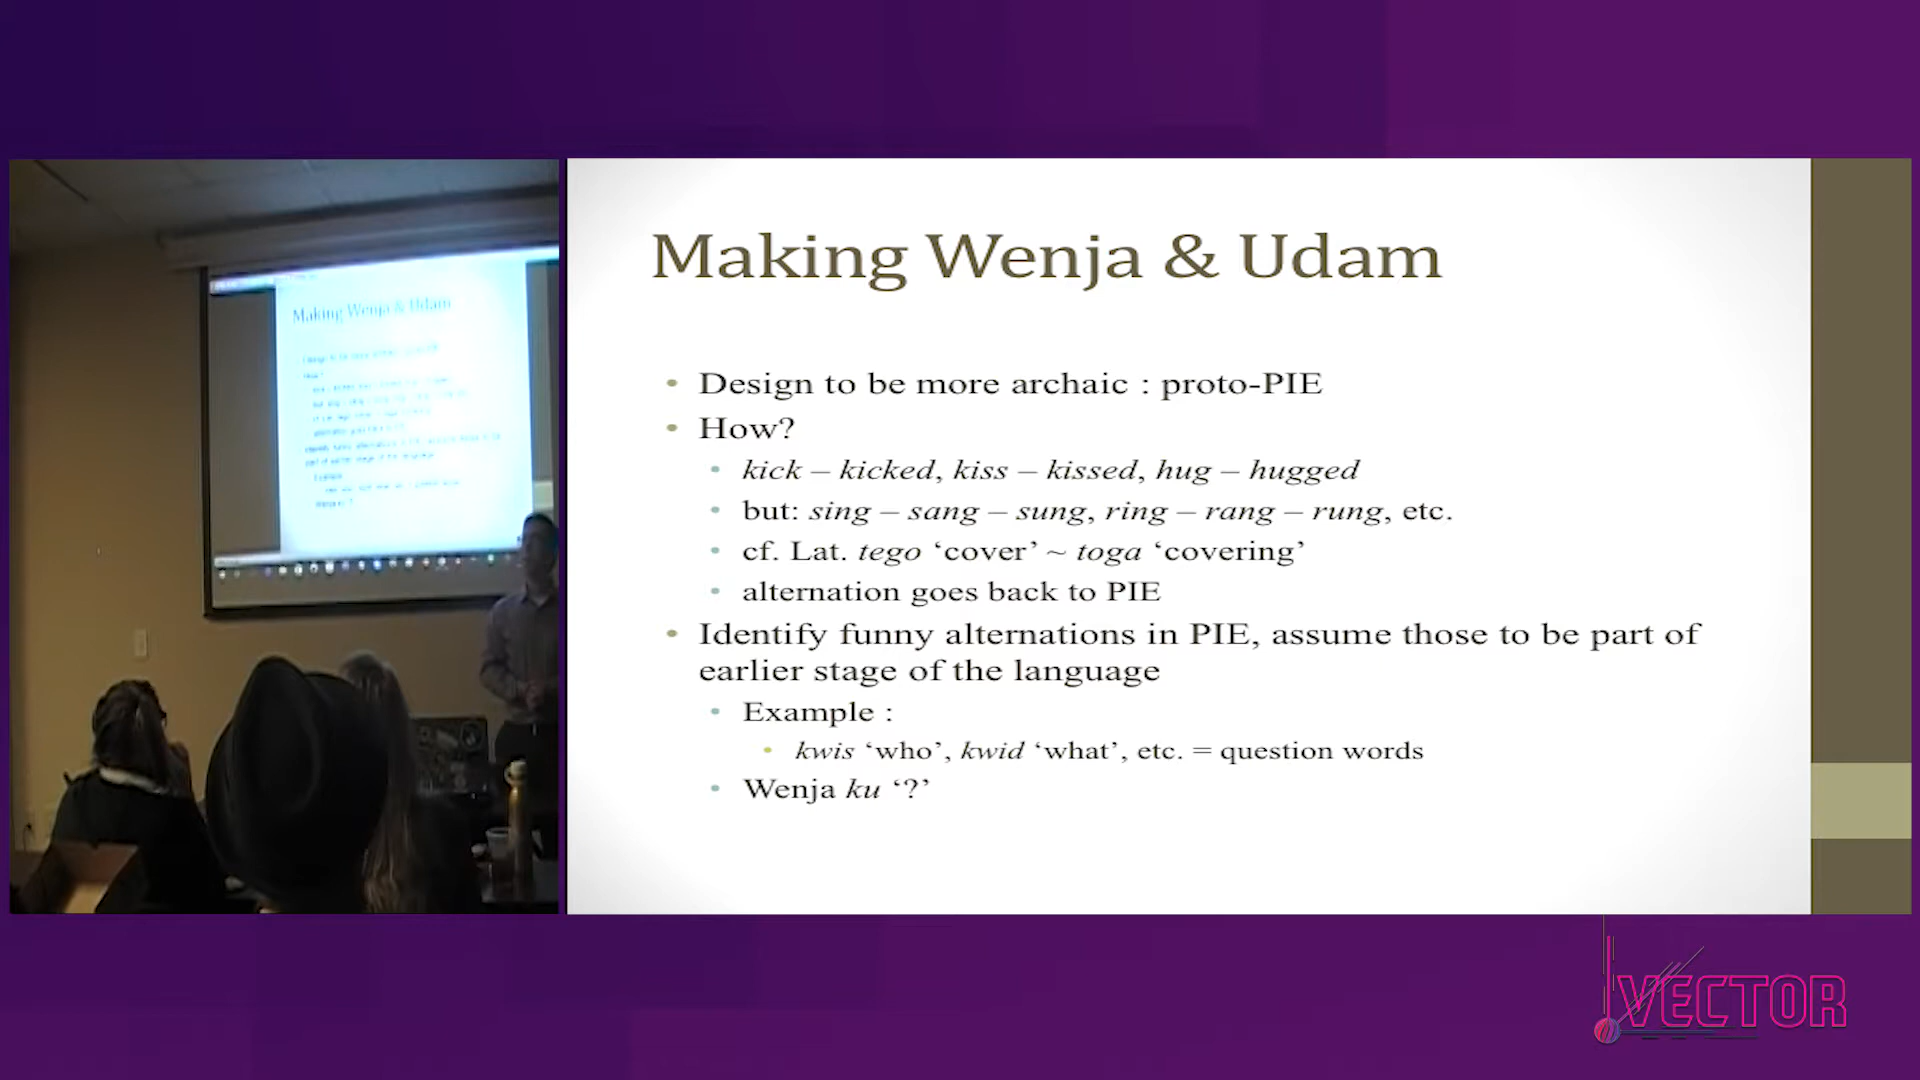 Making Wenja & Udam
Making Wenja & Udam
• Design to be more archaic : proto-PIE
• How?
• kick – kicked, kiss – kissed, hug – hugged
• but: sing – sang – sung, ring – rang – rung, etc.
• cf. Lat. tego ‘cover’ ~ toga ‘covering’
• alternation goes back to PIE
• Identify funny alternations in PIE, assume those to be part of
earlier stage of the language
• Example :
• kwis ‘who’, kwid ‘what’, etc. = question words
• Wenja ku ‘?’
VECTOR